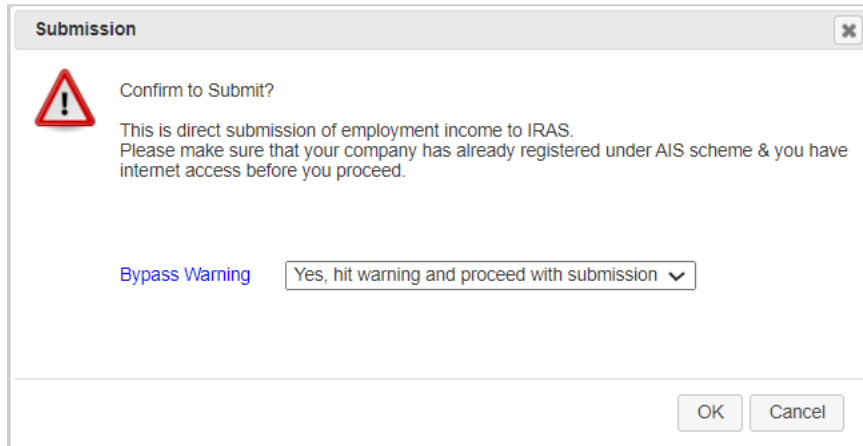 Submission
Confirm to Submit?
This is direct submission of employment income to IRAS.
Please make sure that your company has already registered under AIS scheme & you have
internet access before you proceed.
Bypass Warning Yes, hit warning and proceed with submission
OK Cancel